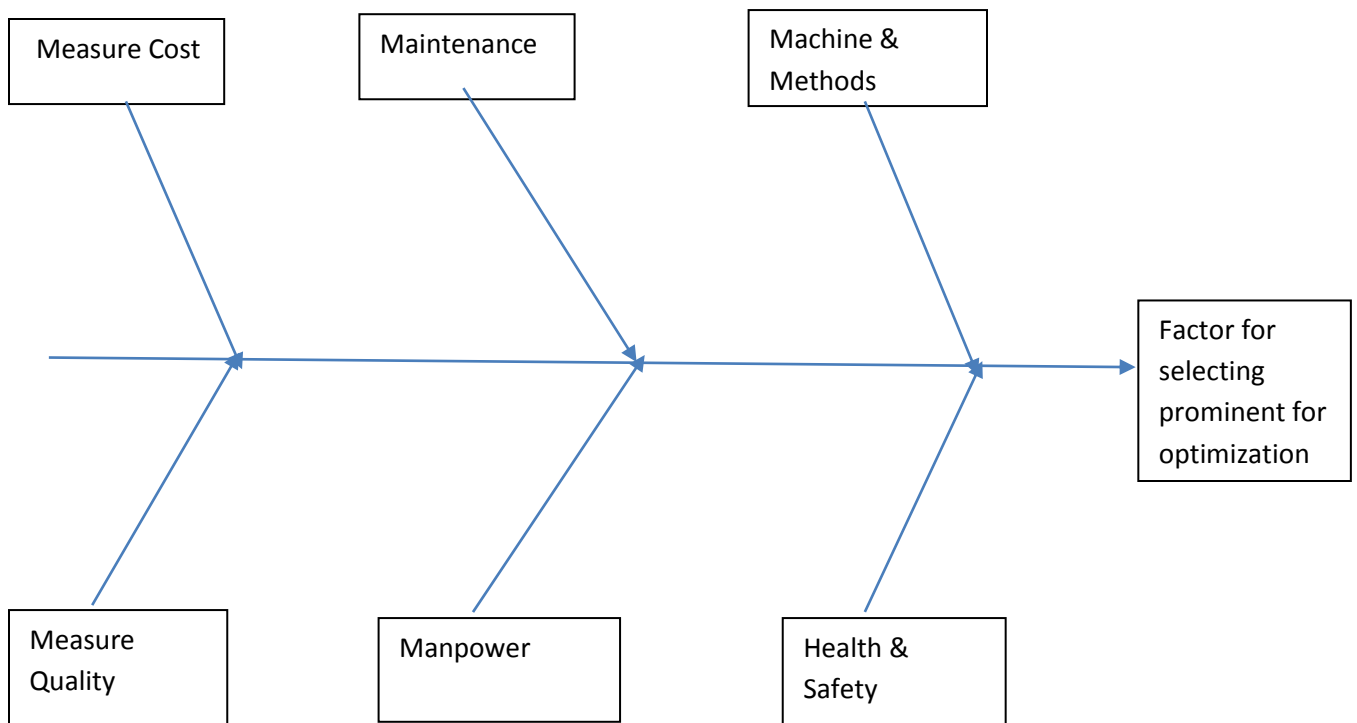 Measure Cost
Maintenance
Machine &
Methods
Factor for
selecting
prominent for
optimization
Measure
Quality
Manpower
Health &
Safety